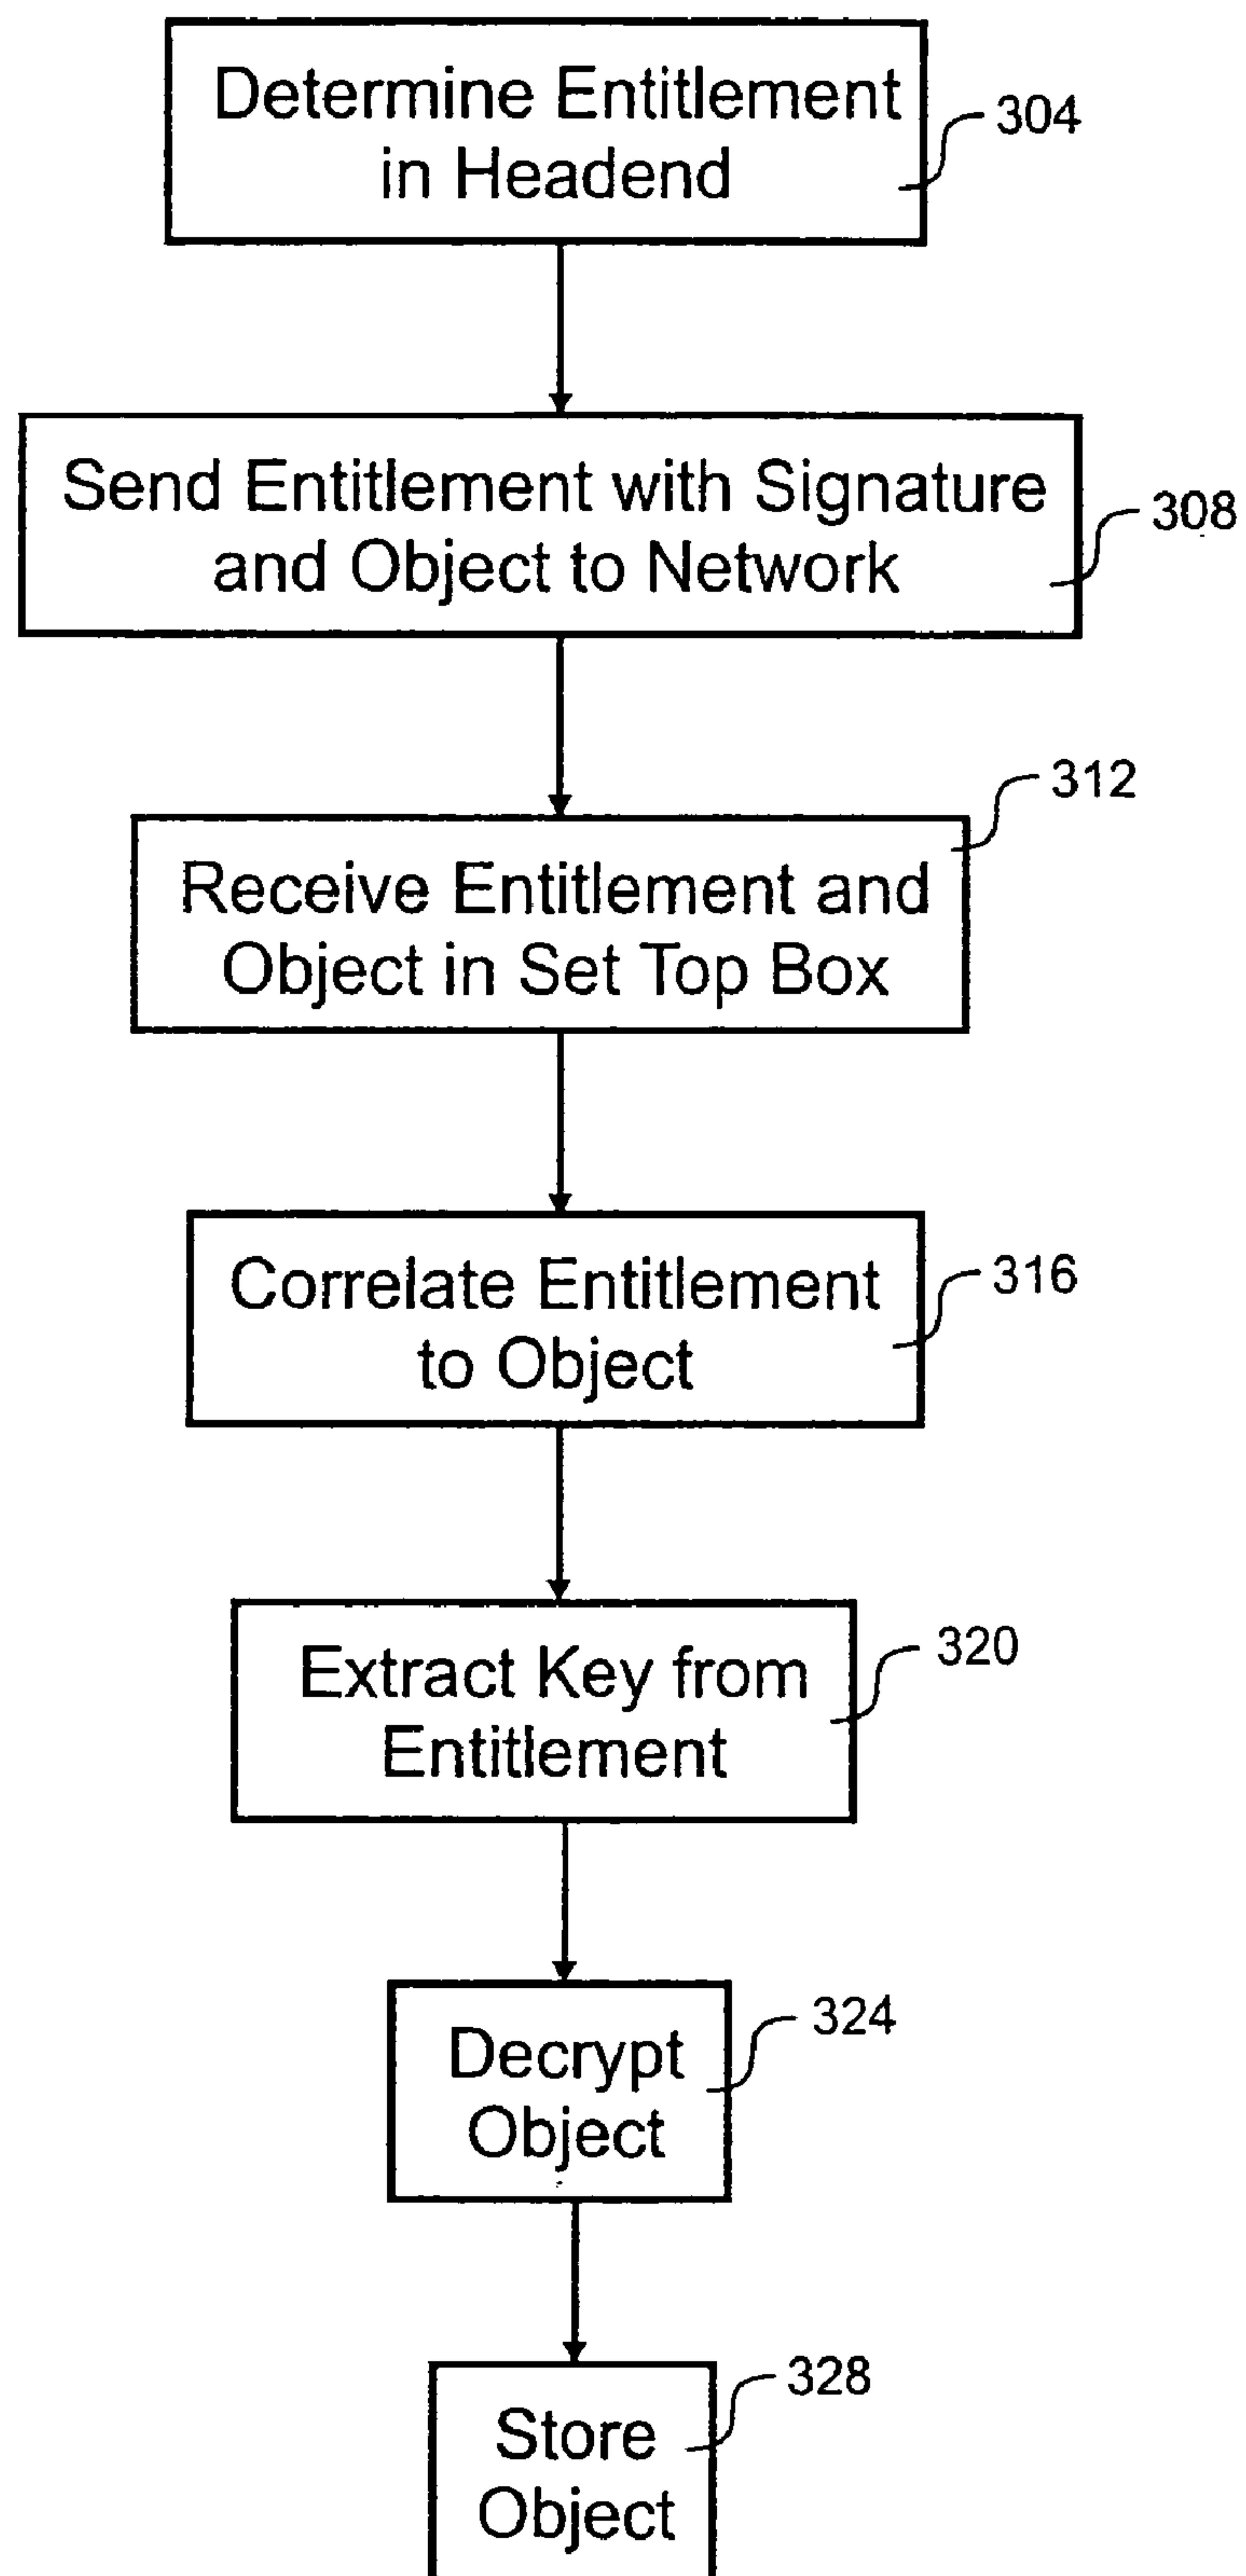 Determine Entitlement
in Headend
304
Send Entitlement with Signature
and Object to Network
308
312
Receive Entitlement and
Object in Set Top Box
Correlate Entitlement
to Object
316
Extract Key from
Entitlement
320
Decrypt
Object
324
Store
Object
328